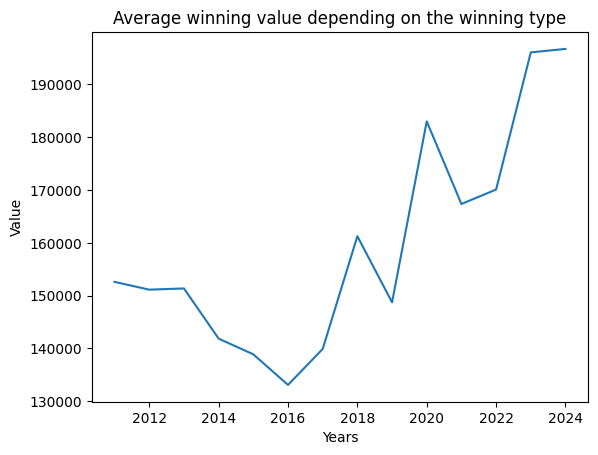 Average winning value depending on the winning type
190000
180000
170000
160000
150000
140000
130000
Value
2012 2014 2016 2018 2020 2022 2024
Years